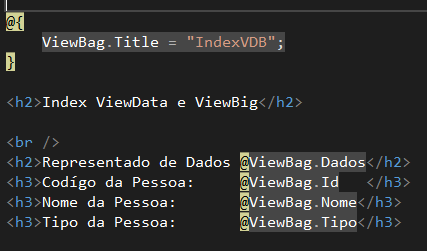 @{
ViewBag.Title = "IndexVDB";
}
<h2>Index ViewData e ViewBig</h2>
<br />
<h2>Representado de Dados @ViewBag.Dados</h2>
<h3>Codígo da Pessoa: @ViewBag.Id </h3>
<h3>Nome da Pessoa: @ViewBag.Nome</h3>
<h3>Tipo da Pessoa: @ViewBag.Tipo</h3>